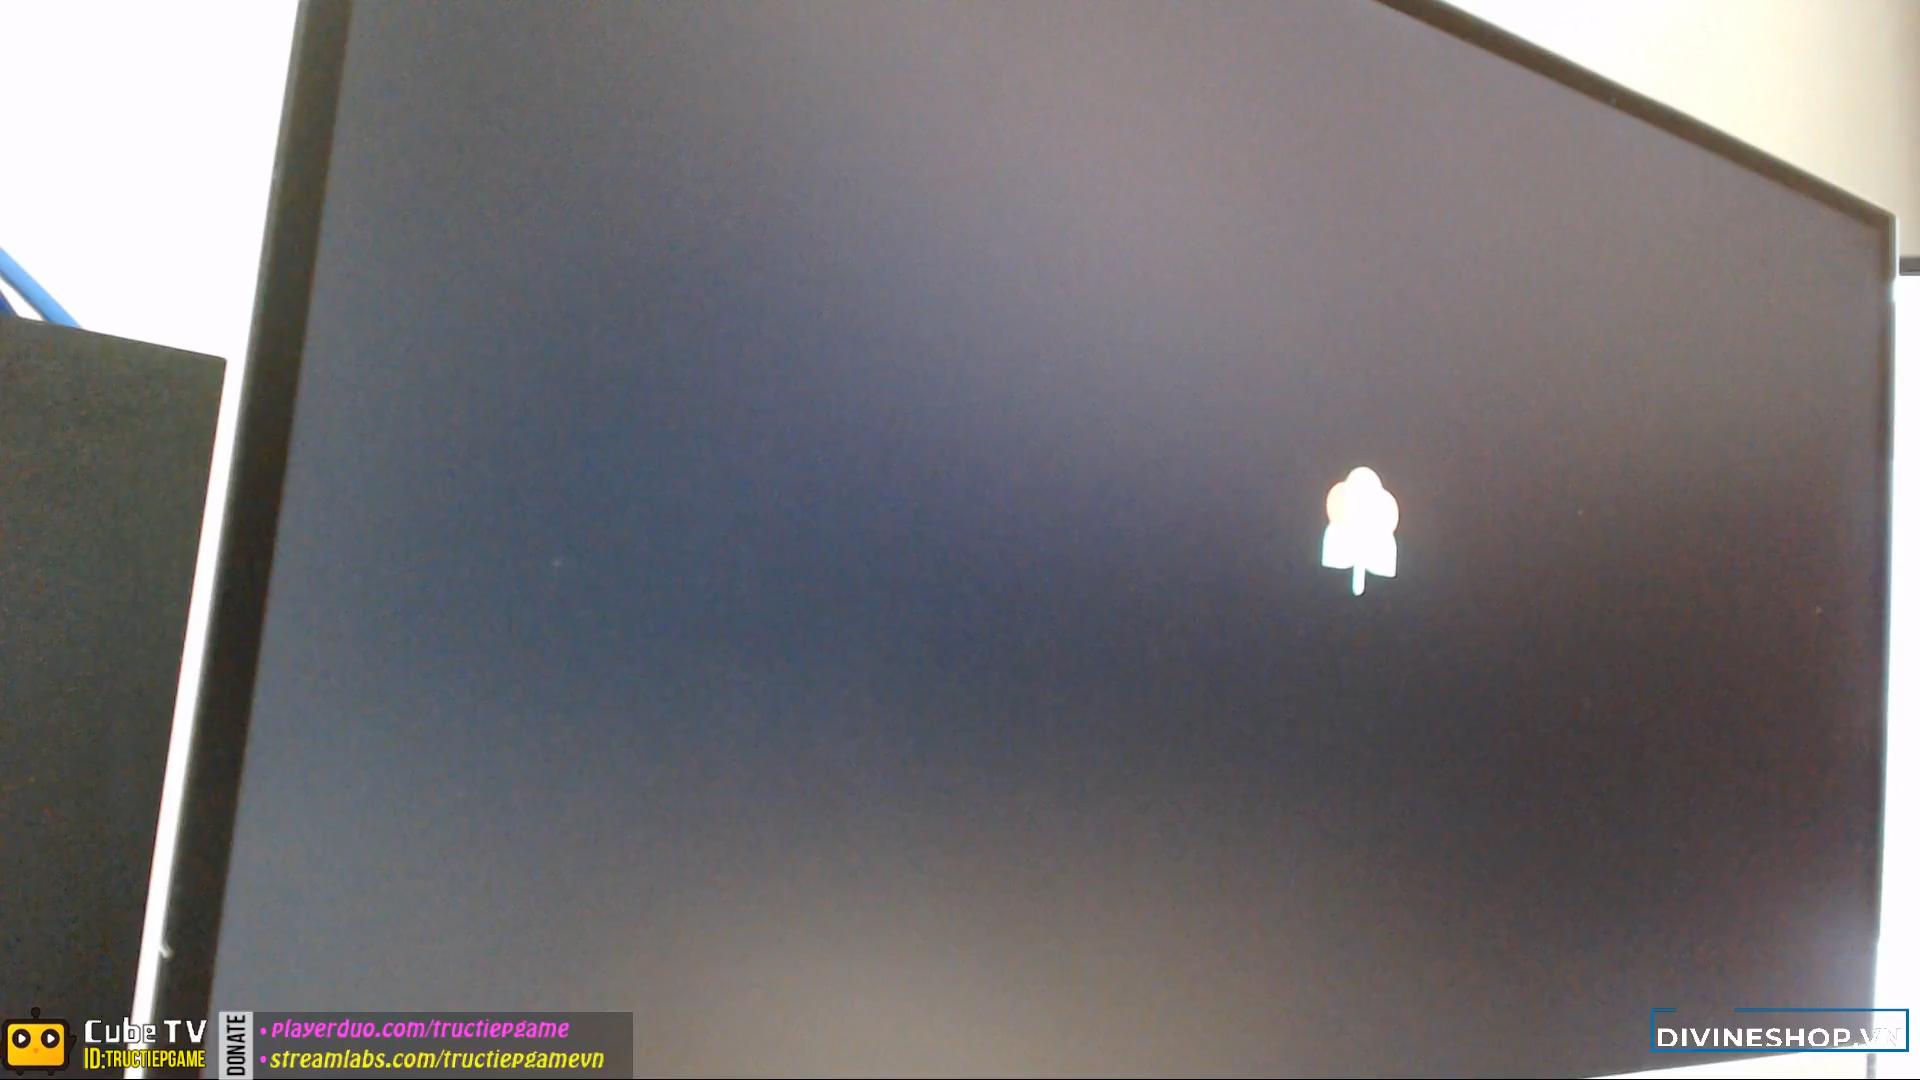 Cube TV
ID:TRUCTIEPGAME
DONATE
• playerduo.com/tructiepgame
• streamlabs.com/tructiepgamevn
DIVINESHOP.VN